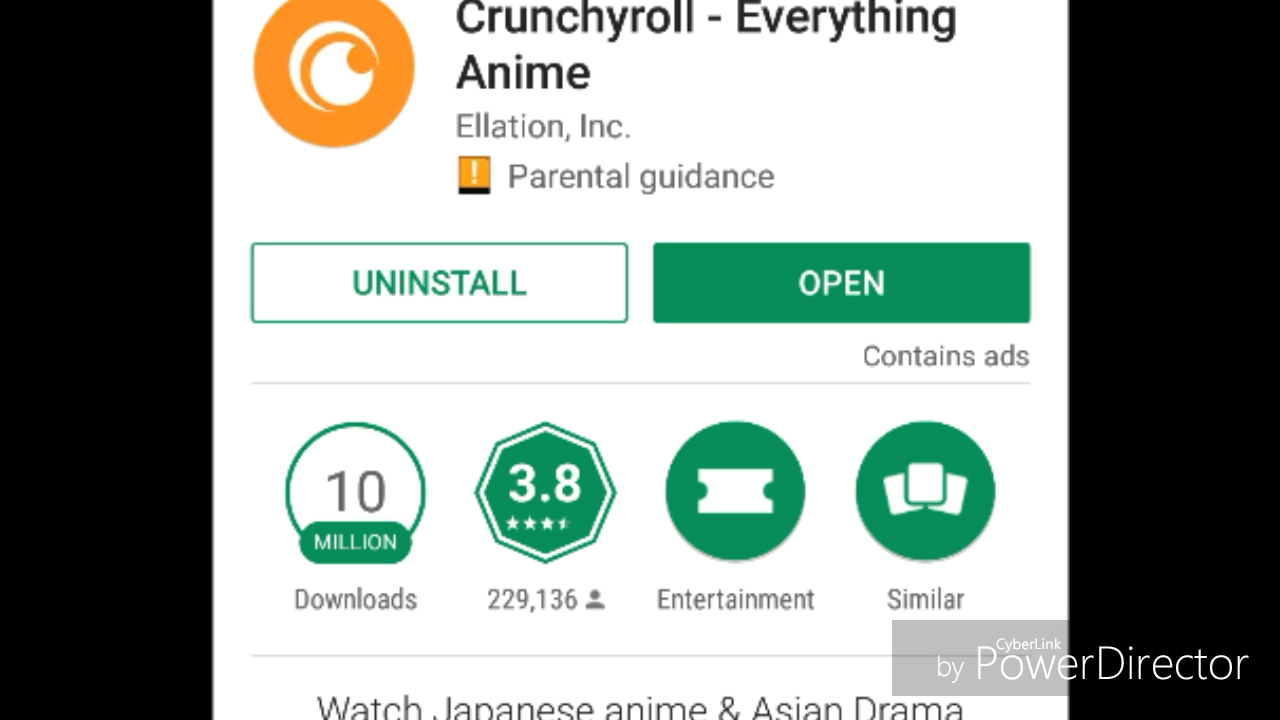 Crunchyroll - Everything
Anime
Ellation, Inc.
! Parental guidance
UNINSTALL
OPEN
Contains ads
10
MILLION
Downloads
3.8
229,136
Entertainment
Similar
CyberLink
by PowerDirector
Watch Japanese anime & Asian Drama